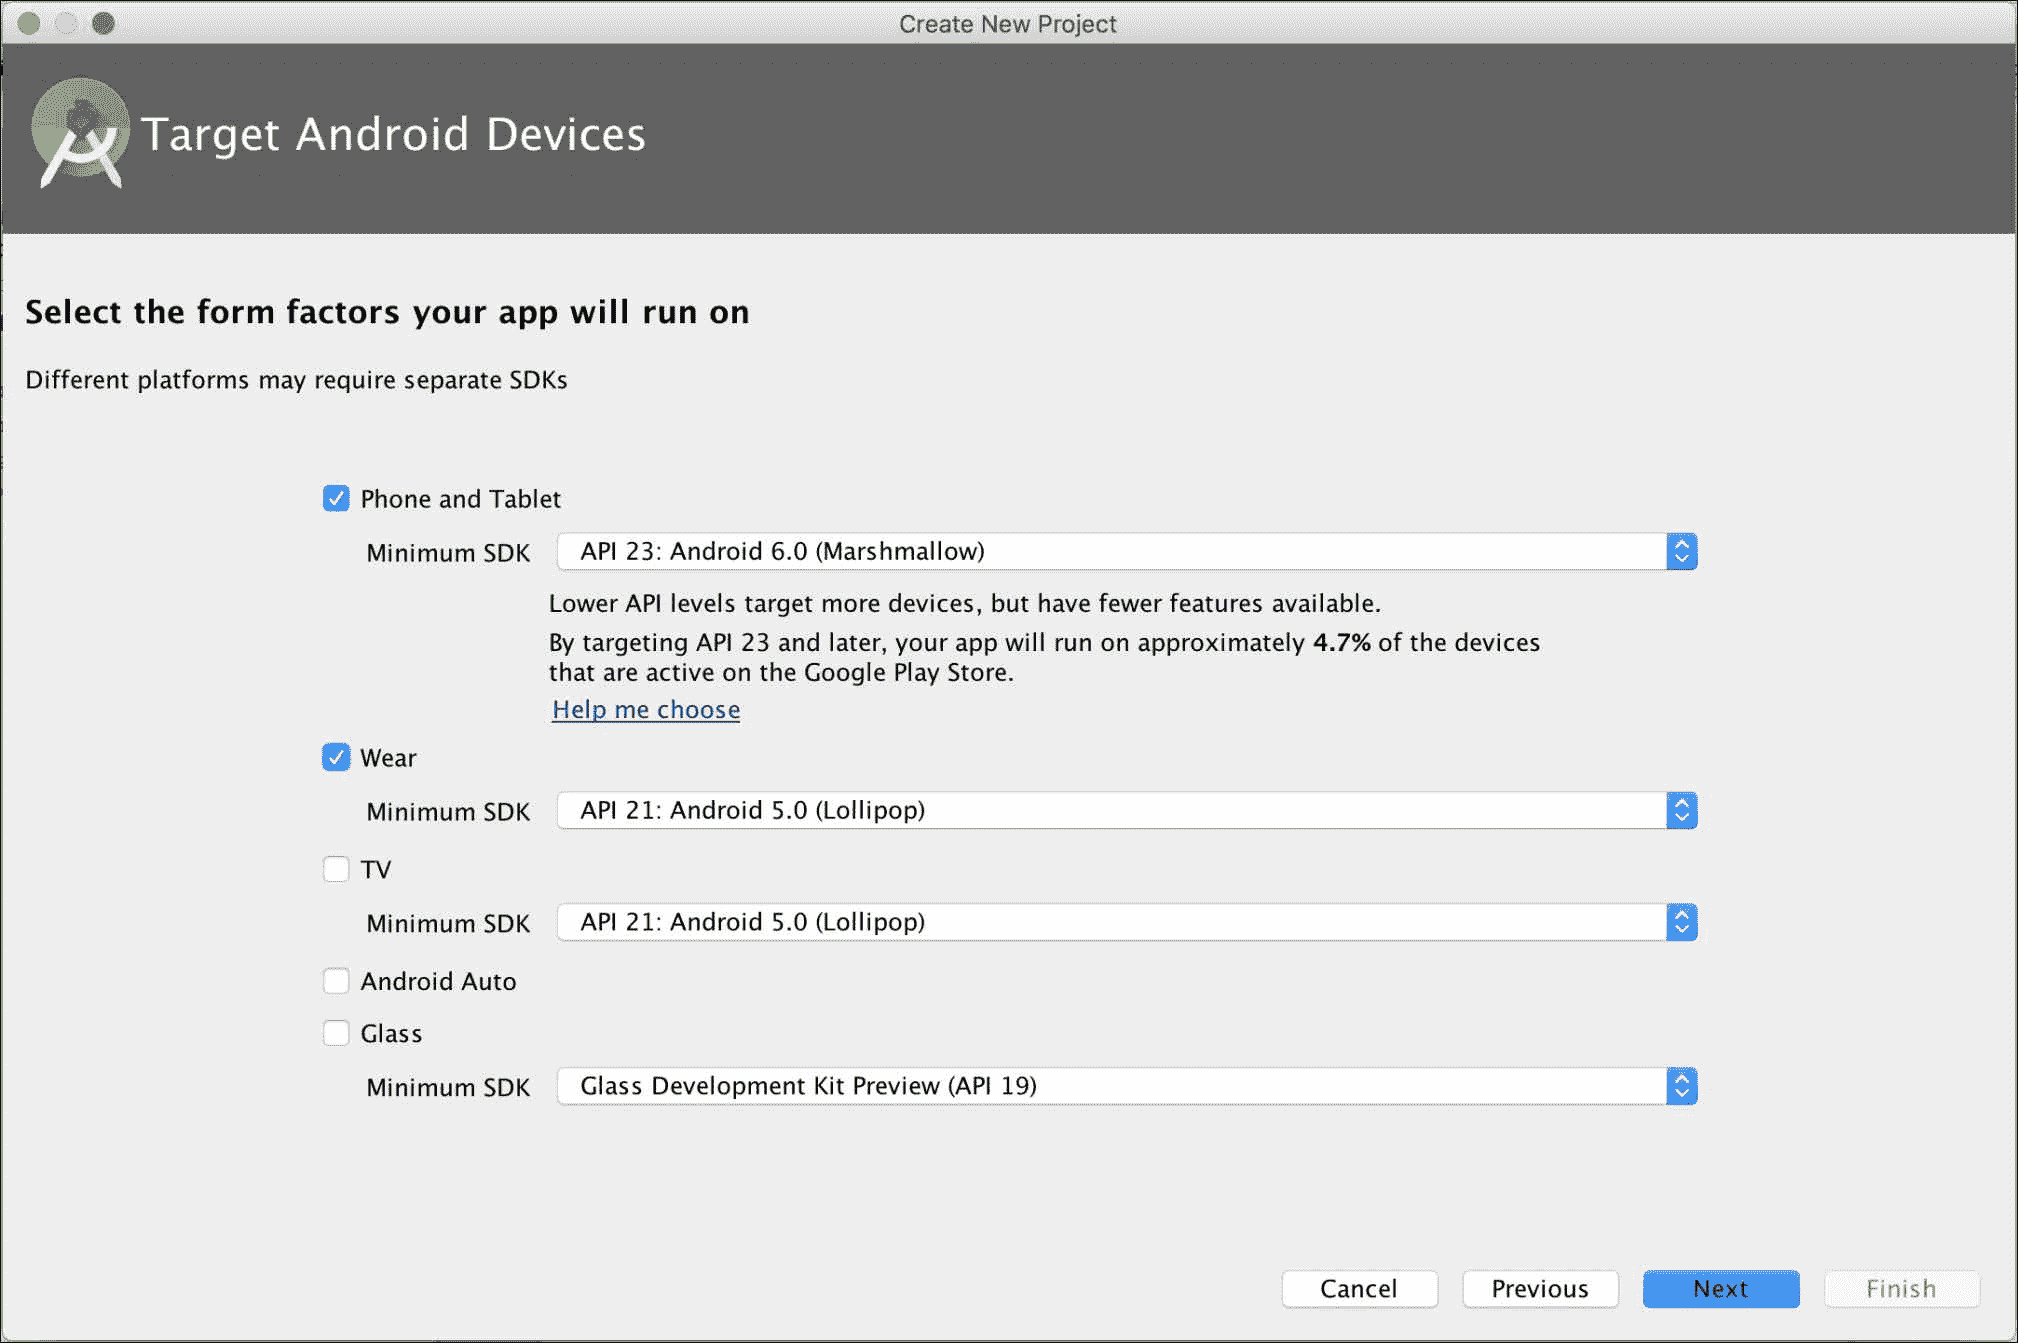 Create New Project
Target Android Devices
Select the form factors your app will run on
Different platforms may require separate SDKs
Phone and Tablet
Minimum SDK API 23: Android 6.0 (Marshmallow)
Lower API levels target more devices, but have fewer features available.
By targeting API 23 and later, your app will run on approximately 4.7% of the devices
that are active on the Google Play Store.
Help me choose
Wear
Minimum SDK API 21: Android 5.0 (Lollipop)
TV
Minimum SDK API 21: Android 5.0 (Lollipop)
Android Auto
Glass
Minimum SDK Glass Development Kit Preview (API 19)
Cancel Previous Next Finish